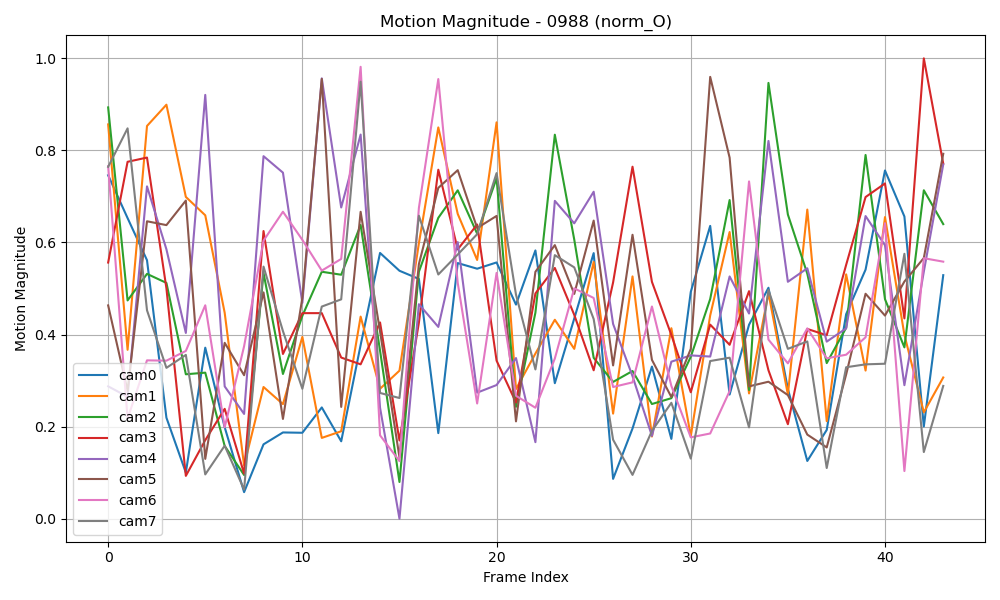 Motion Magnitude - 0988 (norm_O)
Motion Magnitude
1.0
0.8
0.6
0.4
0.2
0.0
cam0
cam1
cam2
cam3
cam4
cam5
cam6
cam7
0
10
20
30
40
Frame Index